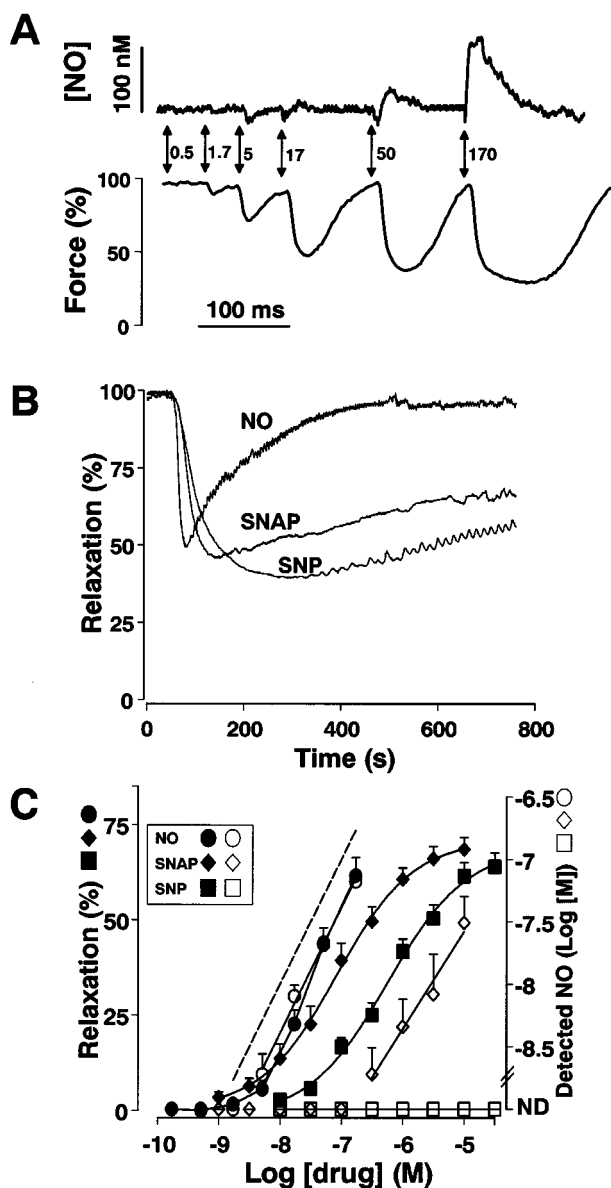 A
[NO]
100 nM
0.5 1.7 5 17 50 170
Force (%)
100
50
0
100 ms
B
Relaxation (%)
100
75
50
25
0
NO
SNAP
SNP
0 200 400 600 800
Time (s)
C
Relaxation (%)
75
50
25
0
NO
SNAP
SNP
-6.5
-7
-7.5
-8
-8.5
ND
Detected NO (Log [M])
-10 -9 -8 -7 -6 -5
Log [drug] (M)